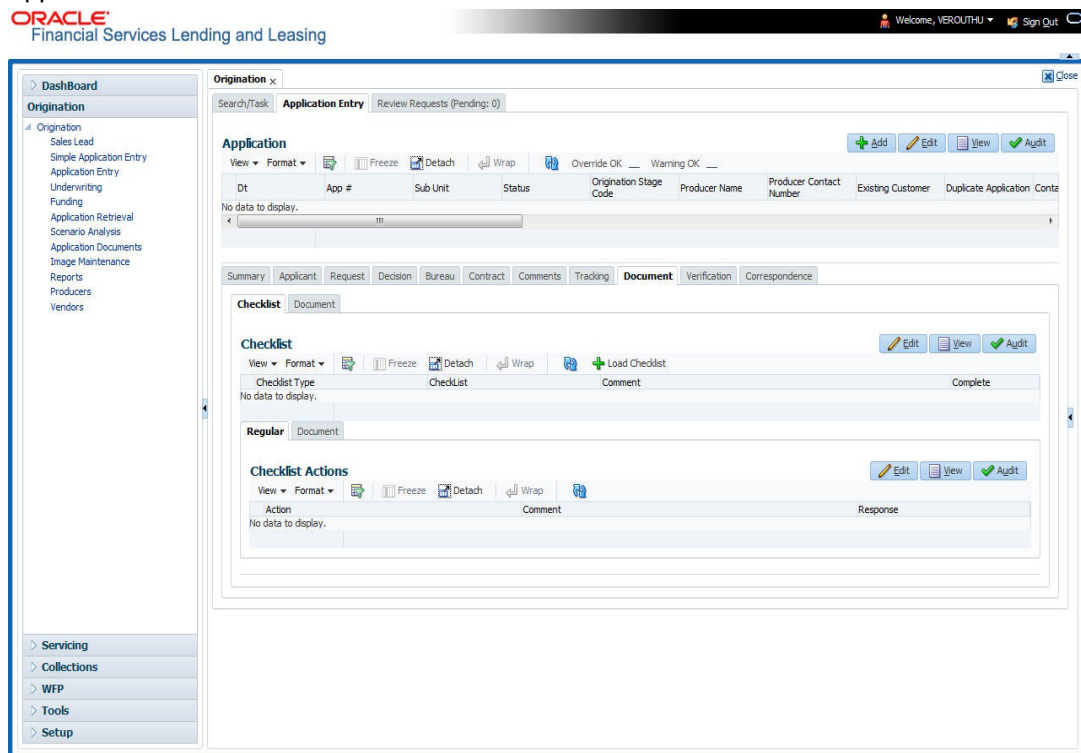 ORACLE
Financial Services Lending and Leasing
Welcome, VEROUTHU
Sign Out
Close
DashBoard
Origination
Origination
Sales Lead
Simple Application Entry
Application Entry
Underwriting
Funding
Application Retrieval
Scenario Analysis
Application Documents
Image Maintenance
Reports
Producers
Vendors
Servicing
Collections
WFP
Tools
Setup
Origination x
Search/Task Application Entry Review Requests (Pending: 0)
Application
Add Edit View Audit
View Format Freeze Detach Wrap Override OK __ Warning OK __
Dt App # Sub Unit Status Origination Stage Code Producer Name Producer Contact Number Existing Customer Duplicate Application Conta
No data to display.
Summary Applicant Request Decision Bureau Contract Comments Tracking Document Verification Correspondence
Checklist Document
Checklist
Edit View Audit
View Format Freeze Detach Wrap Load Checklist
Checklist Type CheckList Comment Complete
No data to display.
Regular Document
Checklist Actions
Edit View Audit
View Format Freeze Detach Wrap
Action Comment Response
No data to display.